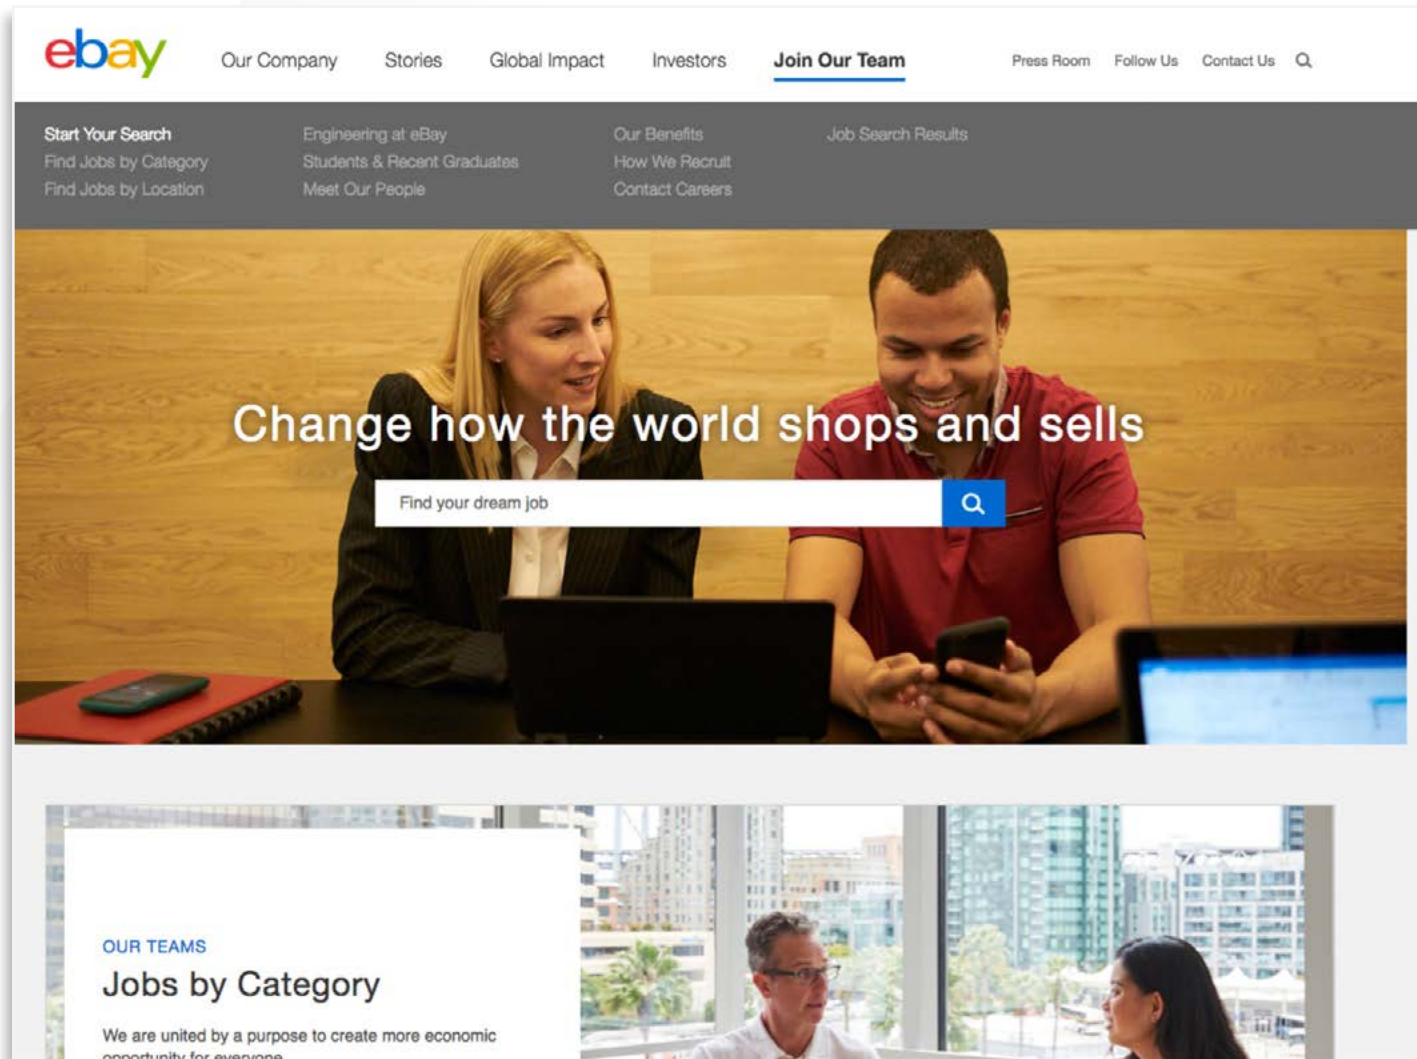 ebay
Our Company Stories Global Impact Investors Join Our Team Press Room Follow Us Contact Us
Start Your Search Engineering at eBay Our Benefits Job Search Results
Find Jobs by Category Students & Recent Graduates How We Recruit
Find Jobs by Location Meet Our People Contact Careers
Change how the world shops and sells
Find your dream job
OUR TEAMS
Jobs by Category
We are united by a purpose to create more economic
opportunity for everyone